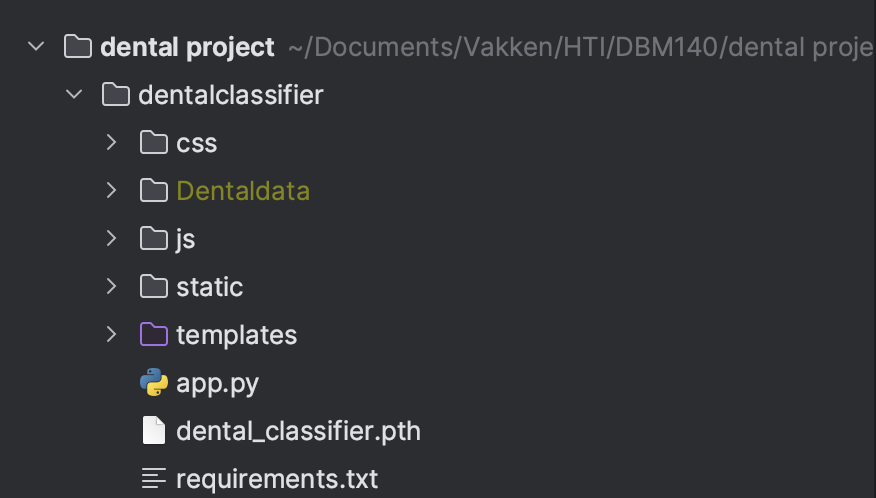 dental project ~/Documents/Vakken/HTI/DBM140/dental proje
dentalclassifier
css
Dentaldata
js
static
templates
app.py
dental_classifier.pth
requirements.txt